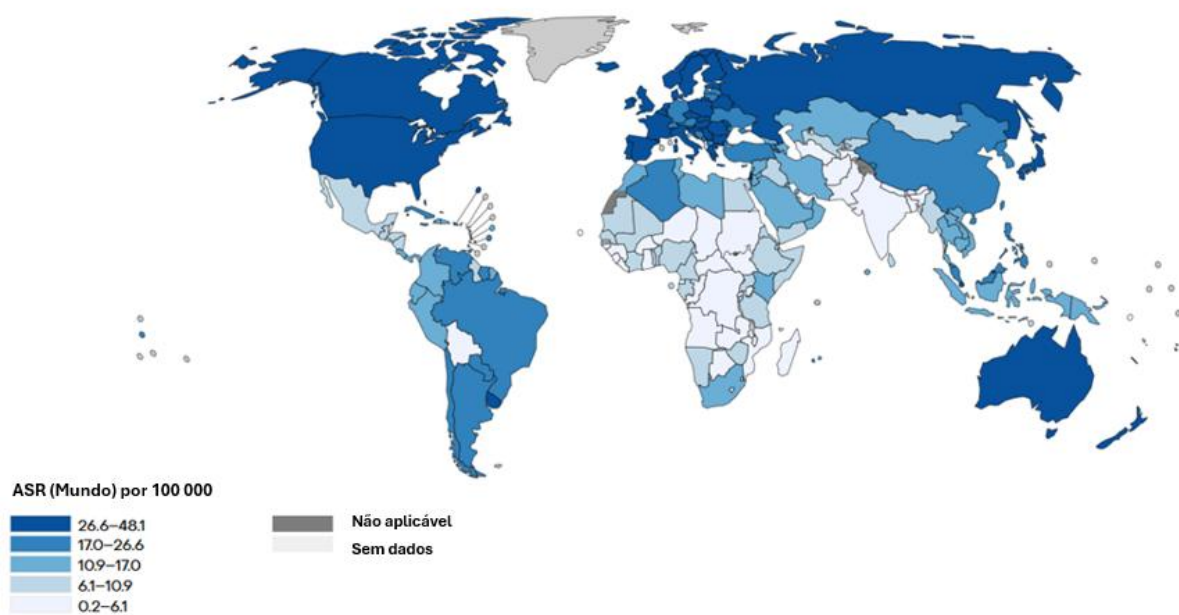 ASR (Mundo) por 100 000
26.6–48.1
17.0–26.6
10.9–17.0
6.1–10.9
0.2–6.1
Não aplicável
Sem dados